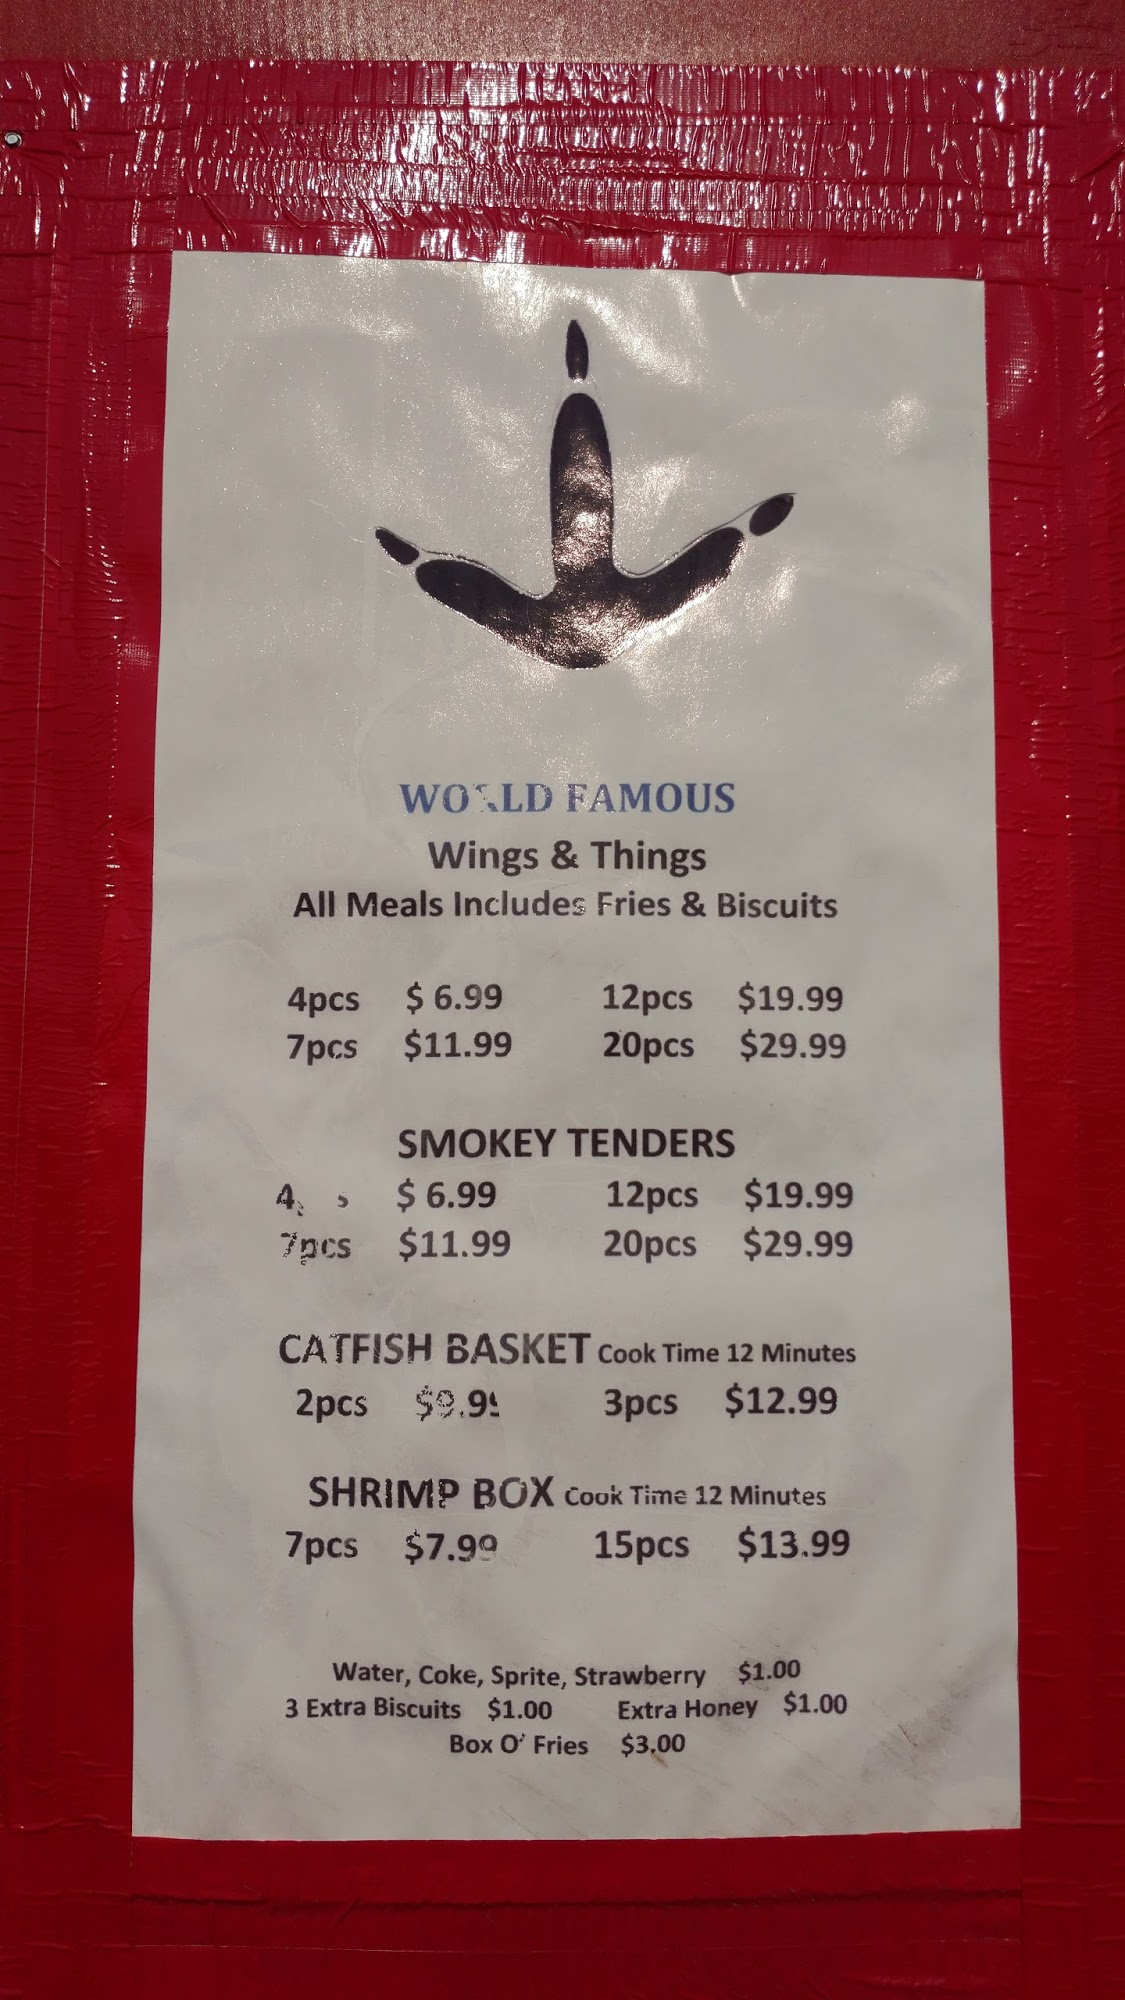 WORLD FAMOUS
Wings & Things
All Meals Includes Fries & Biscuits
4pcs $ 6.99 12pcs $19.99
7pcs $11.99 20pcs $29.99
SMOKEY TENDERS
$ 6.99 12pcs $19.99
7pcs $11.99 20pcs $29.99
CATFISH BASKET Cook Time 12 Minutes
2pcs $9.99 3pcs $12.99
SHRIMP BOX Cook Time 12 Minutes
7pcs $7.99 15pcs $13.99
Water, Coke, Sprite, Strawberry $1.00
3 Extra Biscuits $1.00 Extra Honey $1.00
Box O' Fries $3.00